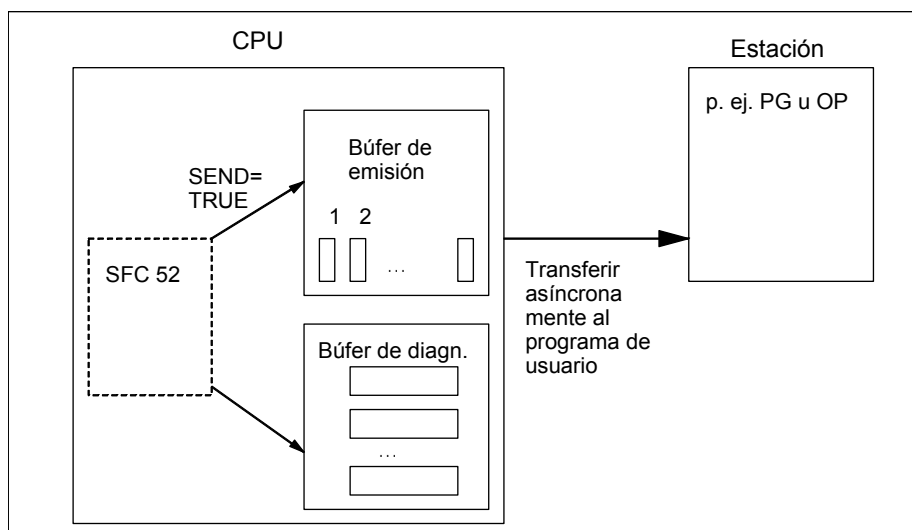 CPU
Estación
p. ej. PG u OP
Búfer de
emisión
SEND=
TRUE
1 2
...
SFC 52
Transferir
asíncrona
mente al
programa de
usuario
Búfer de diagn.
...